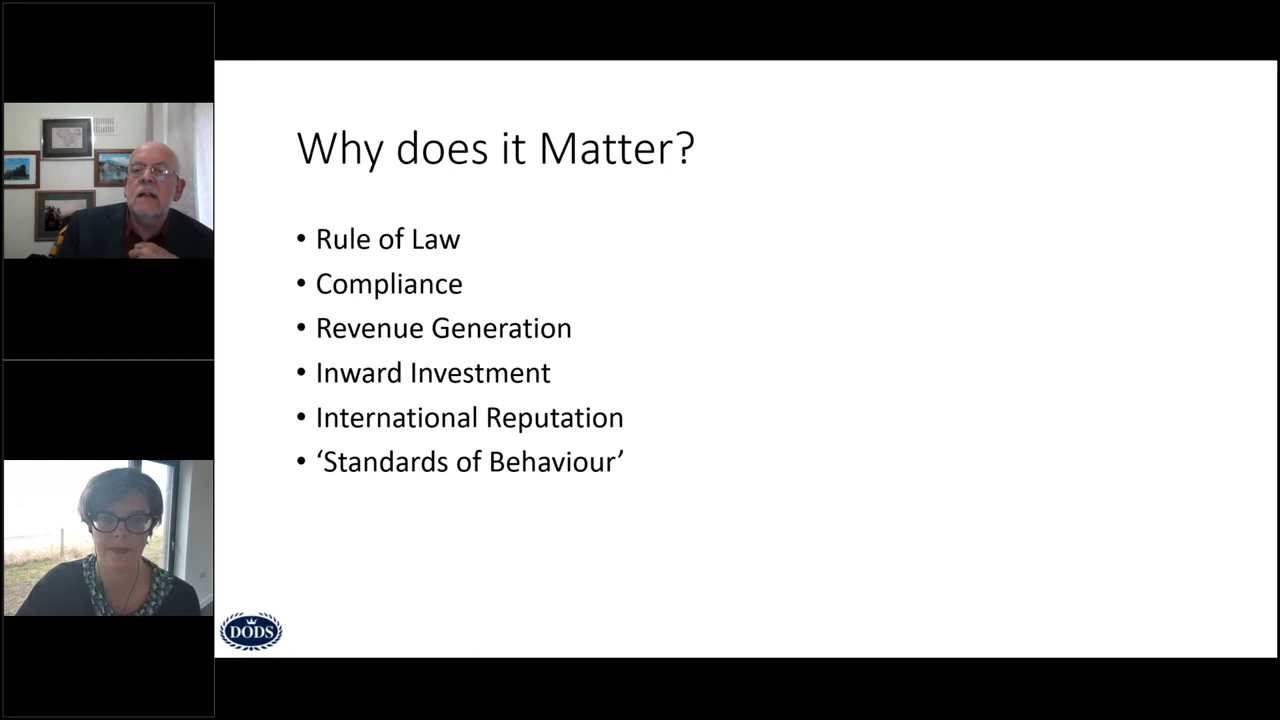 Why does it Matter?
• Rule of Law
• Compliance
• Revenue Generation
• Inward Investment
• International Reputation
• ‘Standards of Behaviour’
DODS